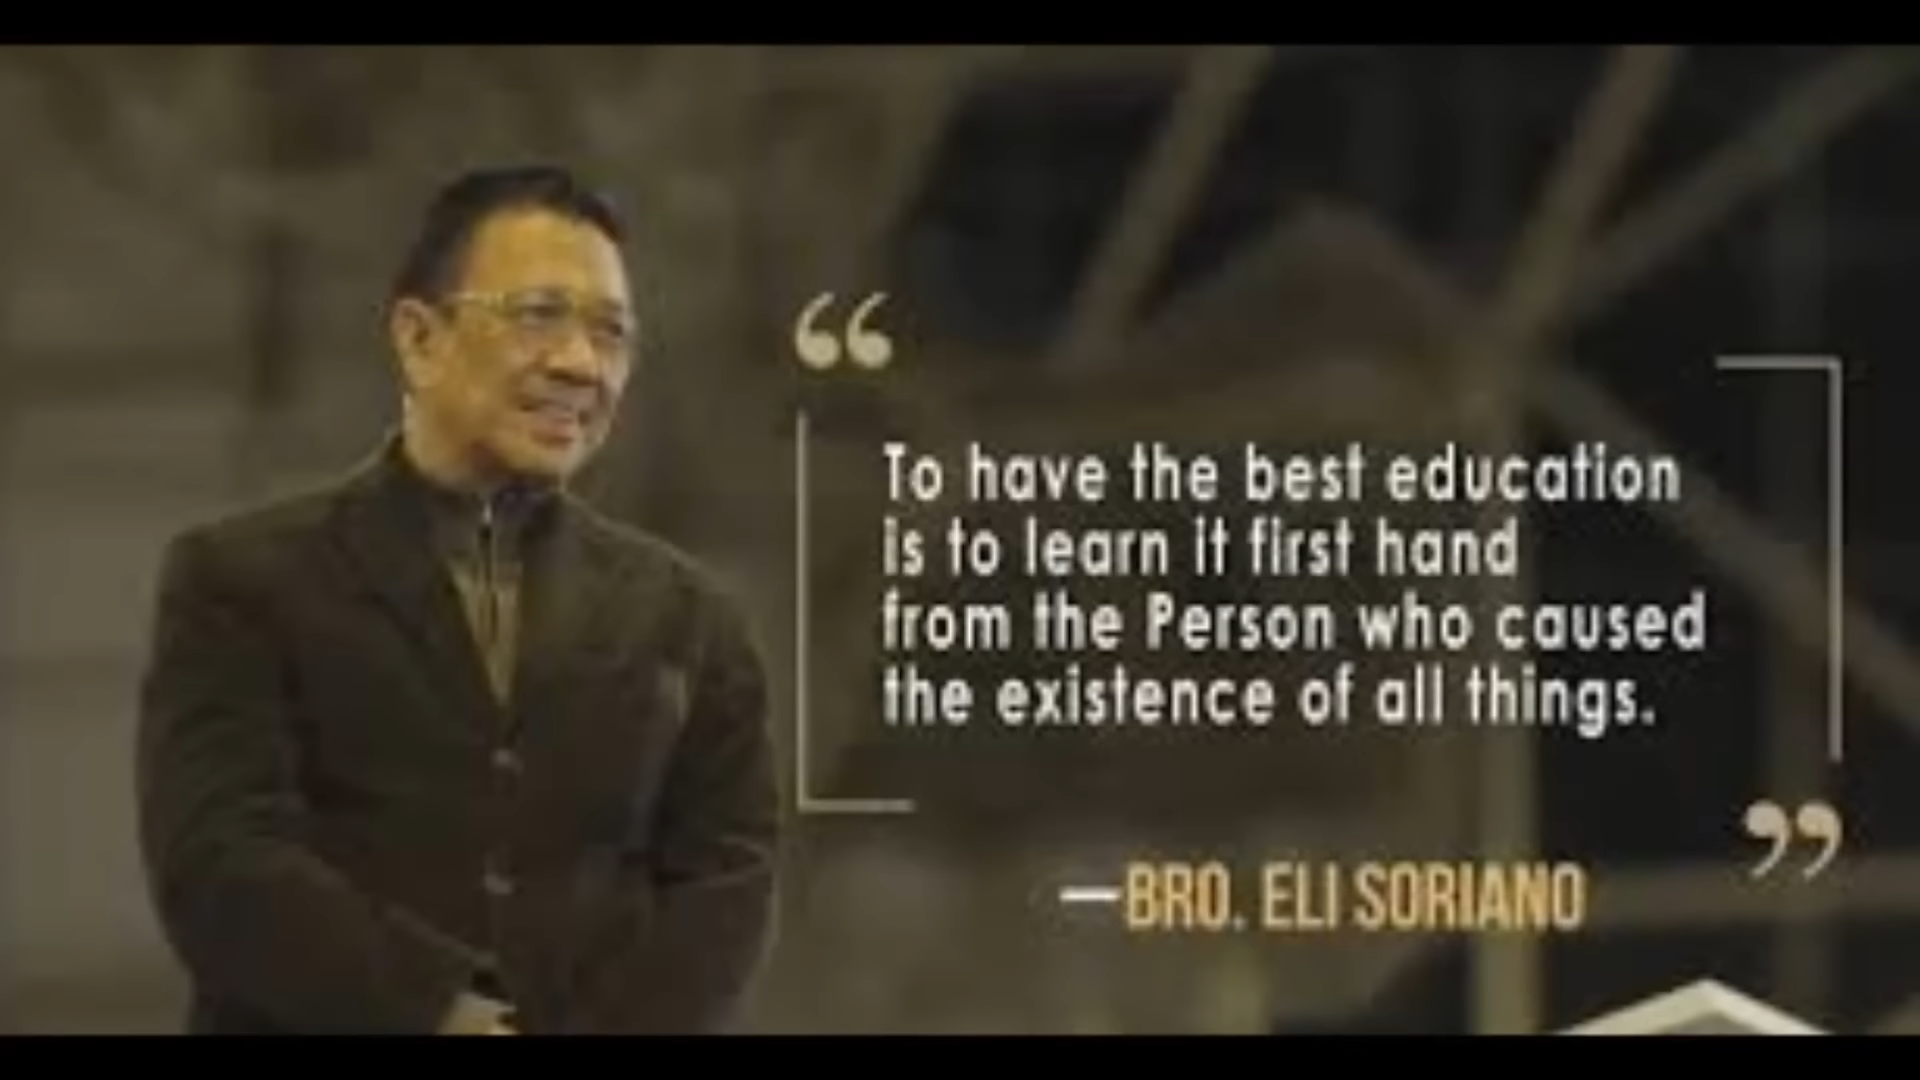 “
To have the best education
is to learn it first hand
from the Person who caused
the existence of all things.
”
—BRO. ELI SORIANO